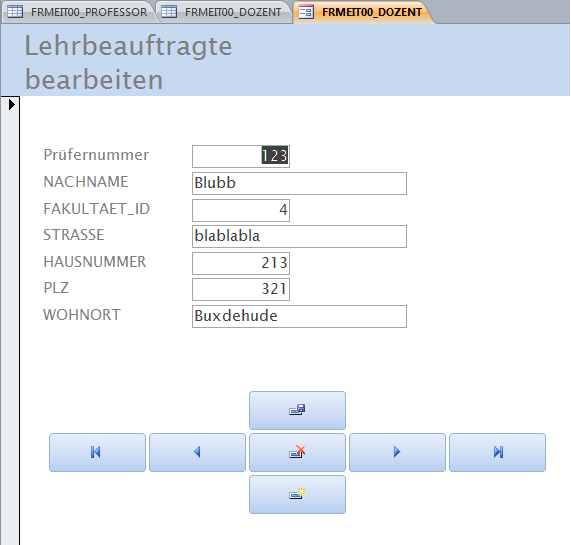 FRMEIT00_PROFESSOR FRMEIT00_DOZENT FRMEIT00_DOZENT
Lehrbeauftragte
bearbeiten
Prüfernummer 123
NACHNAME Blubb
FAKULTAET_ID 4
STRASSE blablabla
HAUSNUMMER 213
PLZ 321
WOHNORT Buxdehude